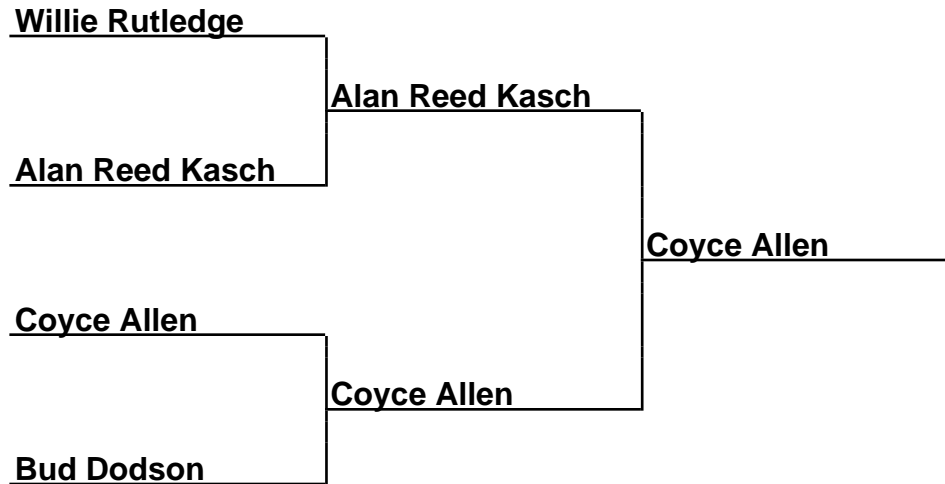 Willie Rutledge
Alan Reed Kasch
Alan Reed Kasch
Coyce Allen
Coyce Allen
Coyce Allen
Bud Dodson